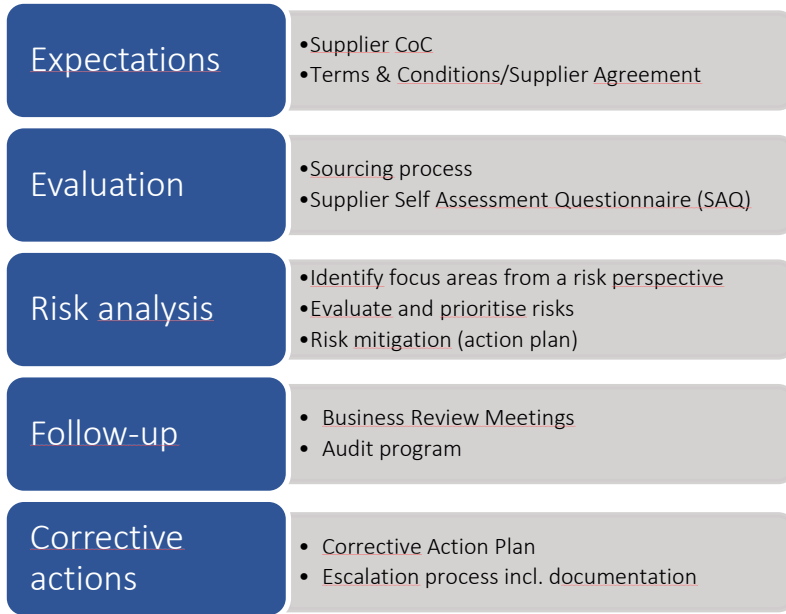 Expectations
•Supplier CoC
•Terms & Conditions/Supplier Agreement
Evaluation
•Sourcing process
•Supplier Self Assessment Questionnaire (SAQ)
Risk analysis
•Identify focus areas from a risk perspective
•Evaluate and prioritise risks
•Risk mitigation (action plan)
Follow-up
• Business Review Meetings
• Audit program
Corrective
actions
• Corrective Action Plan
• Escalation process incl. documentation